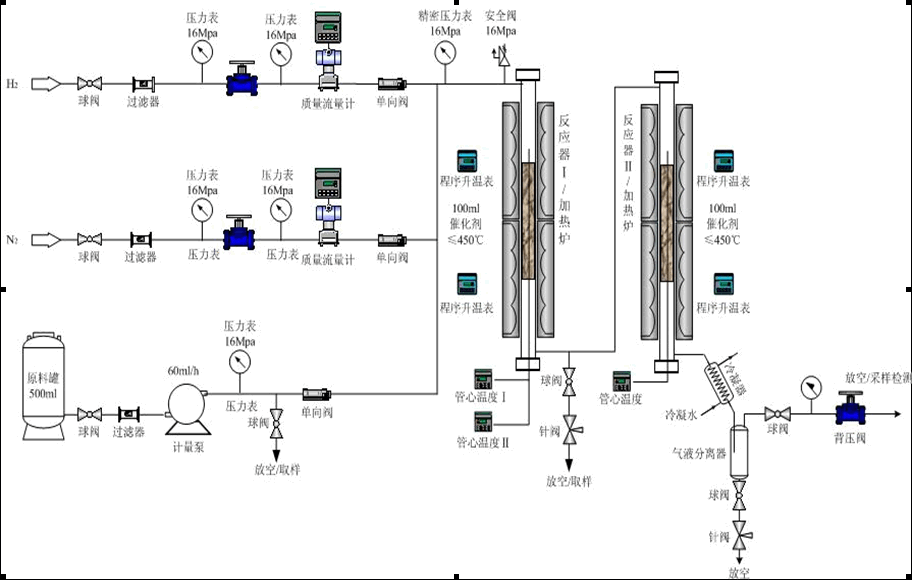 压力表
16Mpa
压力表
16Mpa
精密压力表
16Mpa
安全阀
16Mpa
H2
球阀
过滤器
质量流量计
单向阀
反应器Ⅰ/加热炉
反应器Ⅱ/加热炉
程序升温表
程序升温表
100ml
催化剂
≤450℃
100ml
催化剂
≤450℃
程序升温表
程序升温表
压力表
16Mpa
压力表
16Mpa
N2
球阀
过滤器
压力表
压力表
质量流量计
单向阀
压力表
16Mpa
原料罐
500ml
60ml/h
球阀
过滤器
计量泵
压力表
球阀
单向阀
放空/取样
管心温度Ⅰ
管心温度Ⅱ
球阀
针阀
放空/取样
管心温度
冷凝器
冷凝水
气液分离器
球阀
放空/采样检测
背压阀
球阀
针阀
放空